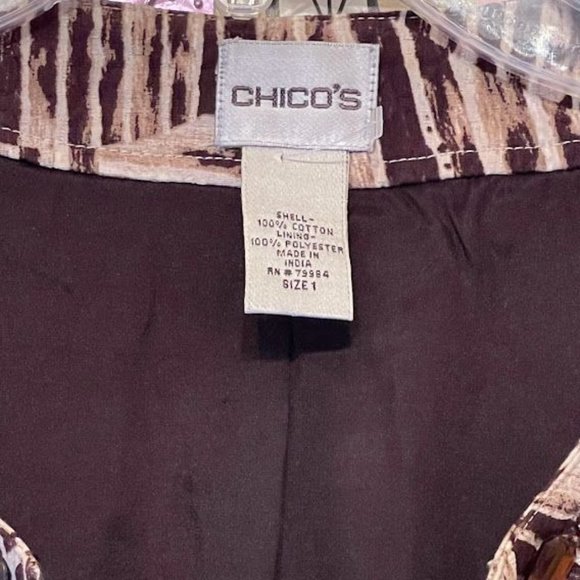 CHICO'S
SHELL-
100% COTTON
LINING-
100% POLYESTER
MADE IN
INDIA
RN # 79984
SIZE 1